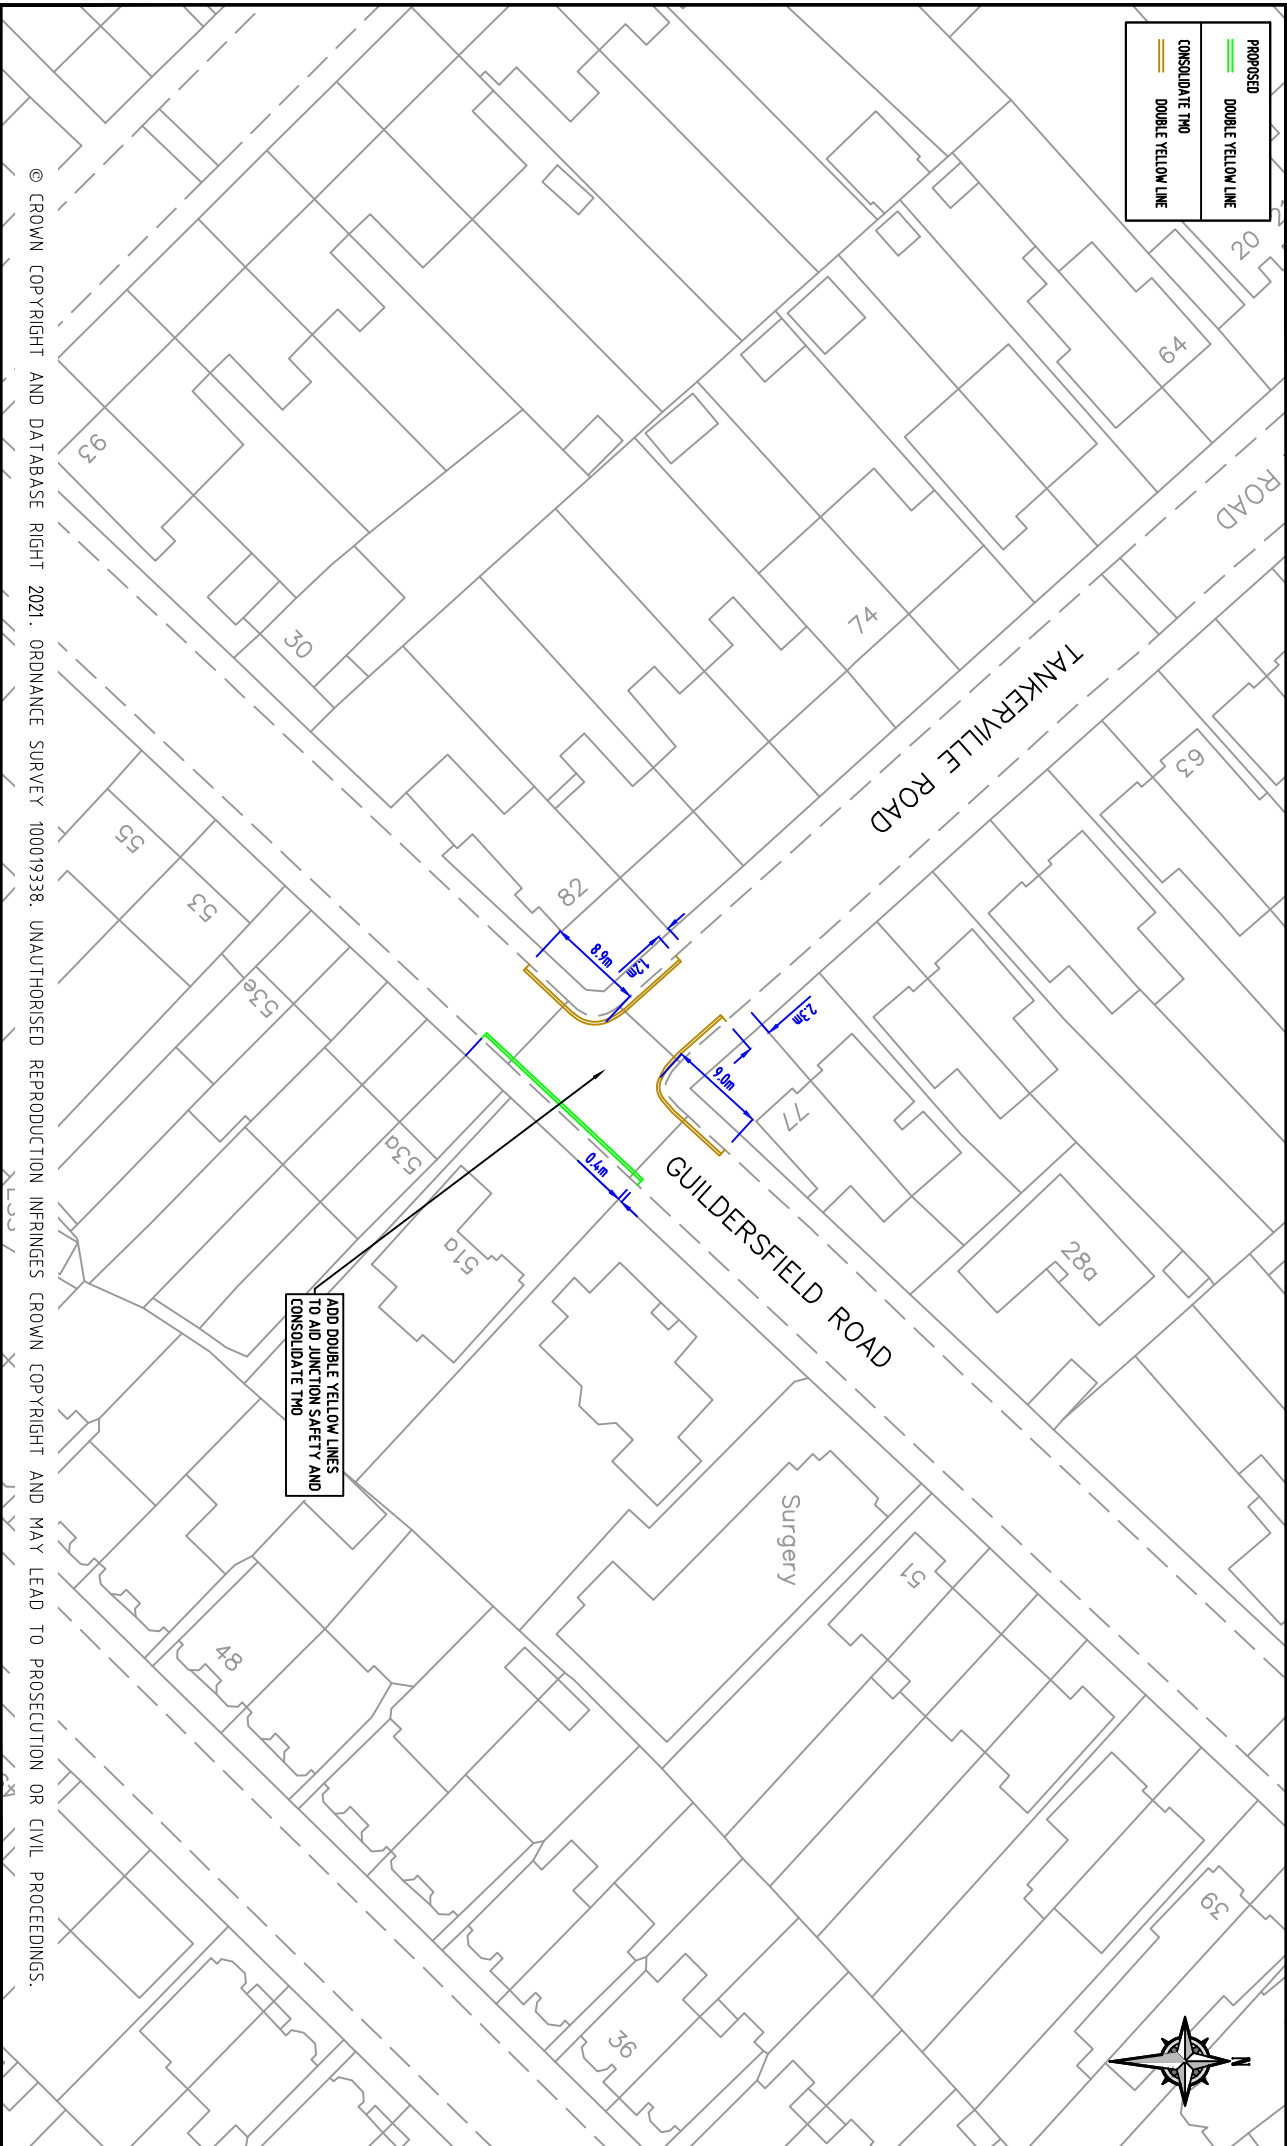 PROPOSED
DOUBLE YELLOW LINE
CONSOLIDATE TMO
DOUBLE YELLOW LINE
N
20
64
ROAD
TANKERVILLE ROAD
74
63
93
30
82
8.9m
1.2m
2.3m
9.0m
77
GUILDERSFIELD ROAD
28a
0.4m
55
53
53e
53a
51a
Surgery
51
39
48
36
ADD DOUBLE YELLOW LINES
TO AID JUNCTION SAFETY AND
CONSOLIDATE TMO
© CROWN COPYRIGHT AND DATABASE RIGHT 2021. ORDNANCE SURVEY 100019338. UNAUTHORISED REPRODUCTION INFRINGES CROWN COPYRIGHT AND MAY LEAD TO PROSECUTION OR CIVIL PROCEEDINGS.